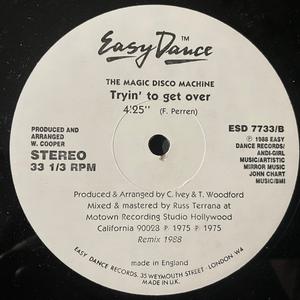 Easy Dance
TM
THE MAGIC DISCO MACHINE
Tryin' to get over
4'25" (F. Perren)
PRODUCED AND
ARRANGED
W. COOPER
STEREO
33 1/3 RPM
ESD 7733/B
Ⓟ 1988 EASY
DANCE RECORDS/
ANDI-GIRL
MUSIC/ARTISTIC
MIRROR MUSIC
JOHN CHART
MUSIC/BMI
Produced & Arranged by C. Ivey & T. Woodford
Mixed & mastered by Russ Terrana at
Motown Recording Studio Hollywood
California 90028 Ⓟ 1975 Ⓟ 1975
Remix 1988
made in England
EASY DANCE RECORDS. 35 WEYMOUTH STREET · LONDON W4
MADE IN U.K.